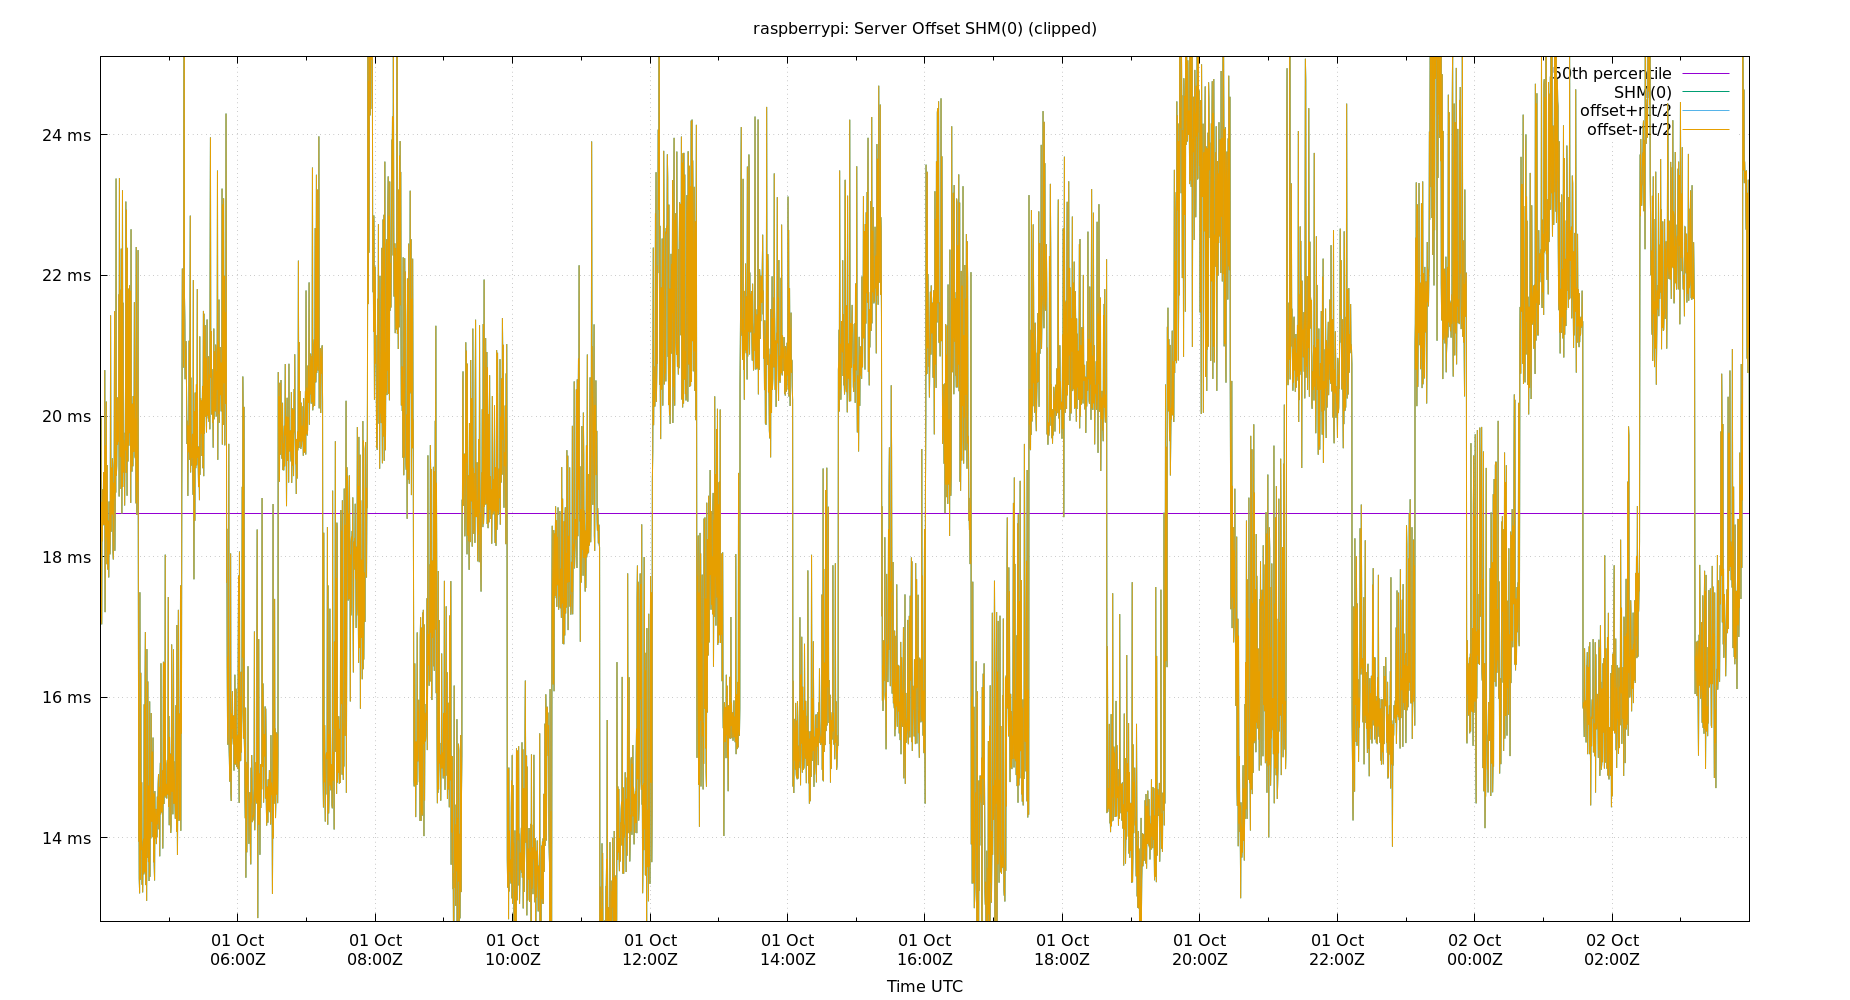 raspberrypi: Server Offset SHM(0) (clipped)
50th percentile
SHM(0)
offset+rtt/2
offset-rtt/2
24 ms
22 ms
20 ms
18 ms
16 ms
14 ms
01 Oct 01 Oct 01 Oct 01 Oct 01 Oct 01 Oct 01 Oct 01 Oct 01 Oct 02 Oct 02 Oct
06:00Z 08:00Z 10:00Z 12:00Z 14:00Z 16:00Z 18:00Z 20:00Z 22:00Z 00:00Z 02:00Z
Time UTC